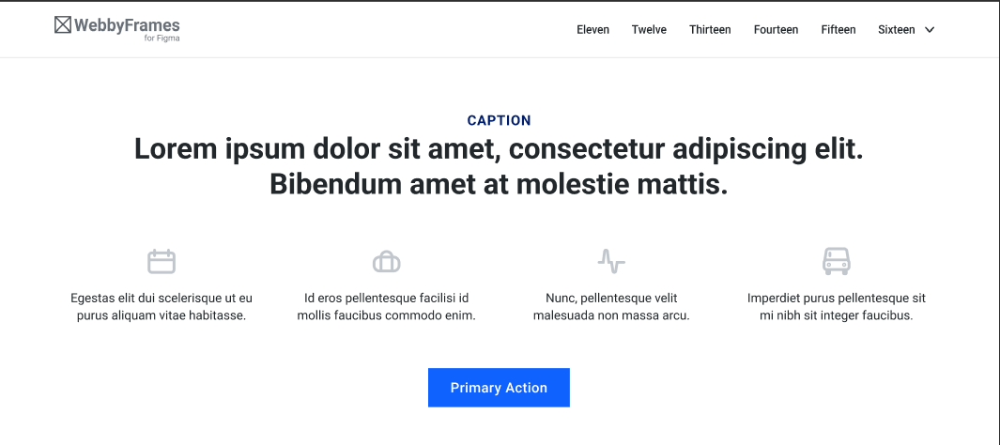 WebbyFrames
for Figma
Eleven Twelve Thirteen Fourteen Fifteen Sixteen
CAPTION
Lorem ipsum dolor sit amet, consectetur adipiscing elit.
Bibendum amet at molestie mattis.
Egestas elit dui scelerisque ut eu
purus aliquam vitae habitasse.
Id eros pellentesque facilisi id
mollis faucibus commodo enim.
Nunc, pellentesque velit
malesuada non massa arcu.
Imperdiet purus pellentesque sit
mi nibh sit integer faucibus.
Primary Action